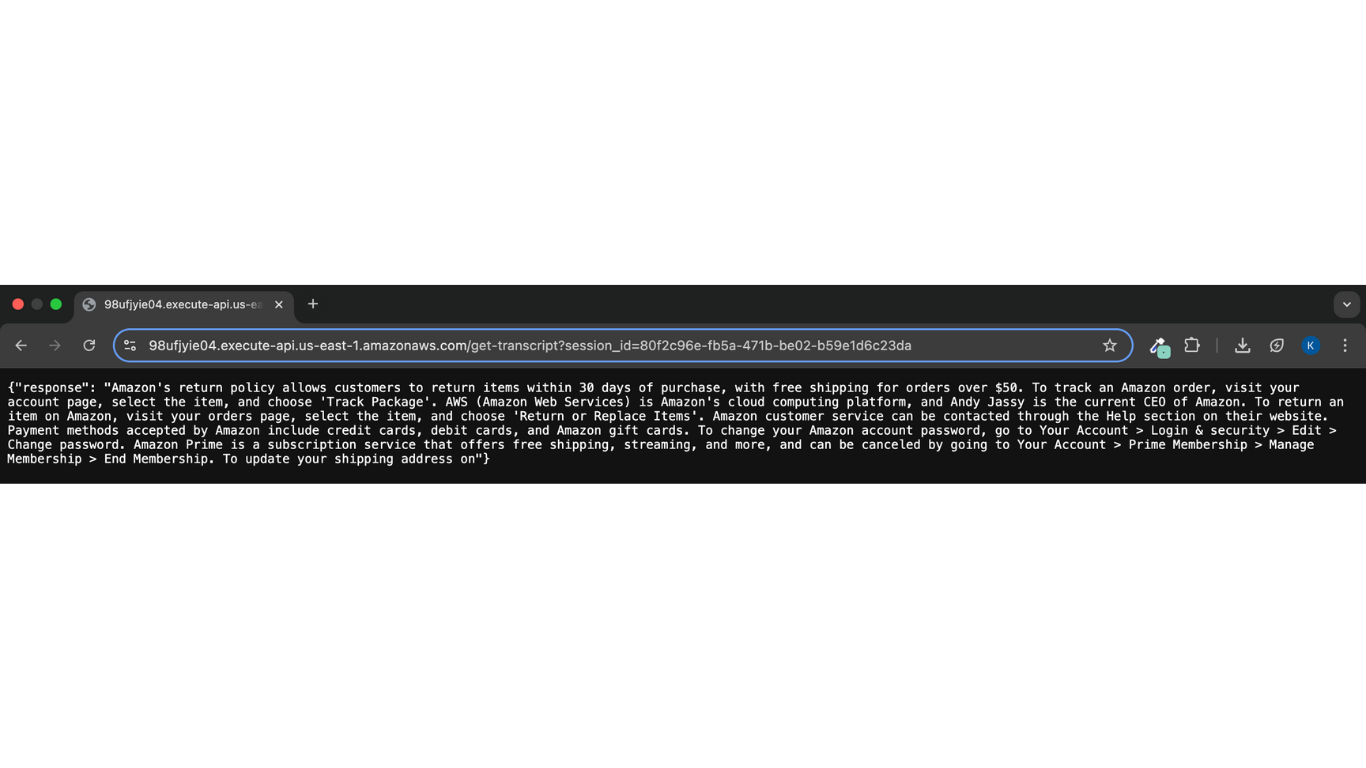 98ufjyie04.execute-api.us-ea
98ufjyie04.execute-api.us-east-1.amazonaws.com/get-transcript?session_id=80f2c96e-fb5a-471b-be02-b59e1d6c23da
K
{"response": "Amazon's return policy allows customers to return items within 30 days of purchase, with free shipping for orders over $50. To track an Amazon order, visit your
account page, select the item, and choose 'Track Package'. AWS (Amazon Web Services) is Amazon's cloud computing platform, and Andy Jassy is the current CEO of Amazon. To return an
item on Amazon, visit your orders page, select the item, and choose 'Return or Replace Items'. Amazon customer service can be contacted through the Help section on their website.
Payment methods accepted by Amazon include credit cards, debit cards, and Amazon gift cards. To change your Amazon account password, go to Your Account > Login & security > Edit >
Change password. Amazon Prime is a subscription service that offers free shipping, streaming, and more, and can be canceled by going to Your Account > Prime Membership > Manage
Membership > End Membership. To update your shipping address on"}